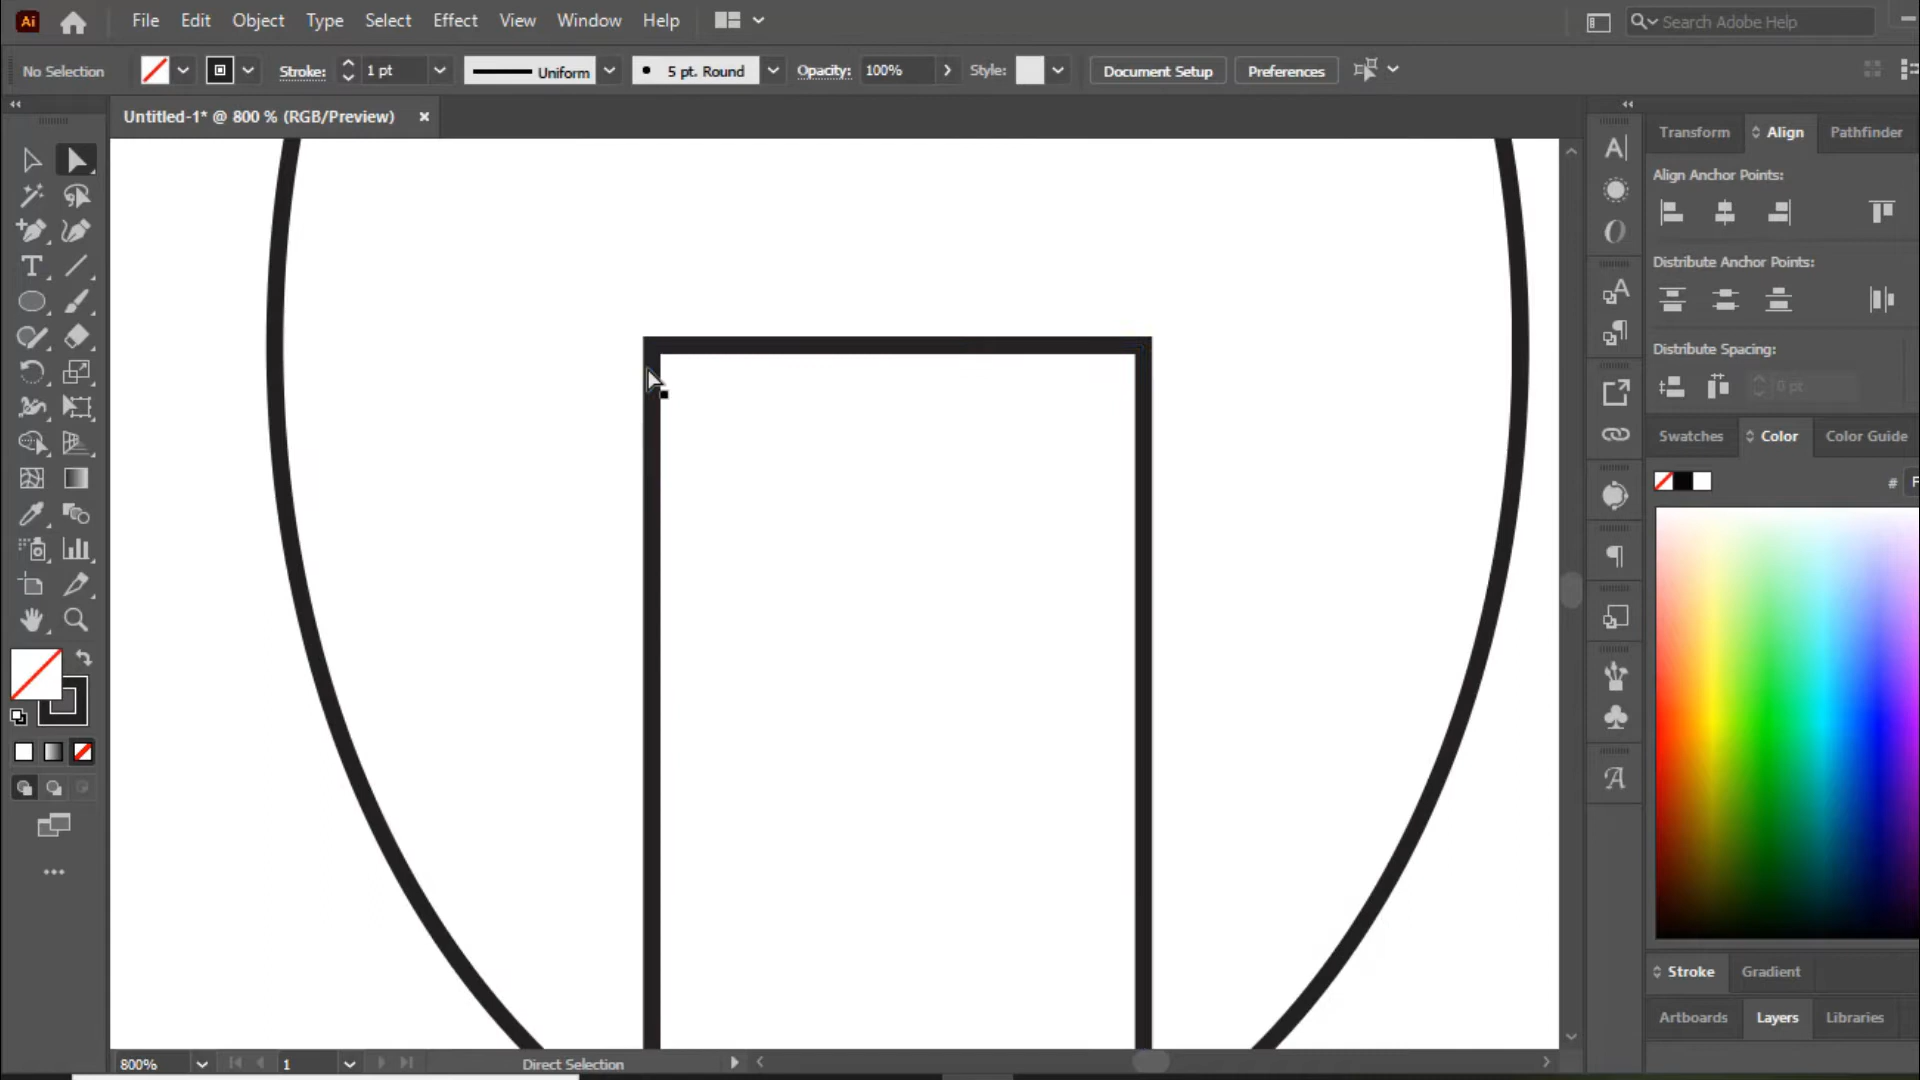 Ai File Edit Object Type Select Effect View Window Help Search Adobe Help
No Selection Stroke: 1 pt Uniform 5 pt. Round Opacity: 100% Style: Document Setup Preferences
Untitled-1* @ 800 % (RGB/Preview) ×
Transform Align Pathfinder
Align Anchor Points:
Distribute Anchor Points:
Distribute Spacing:
0 pt
Swatches Color Color Guide
# F
Stroke Gradient
Artboards Layers Libraries
800% 1 Direct Selection